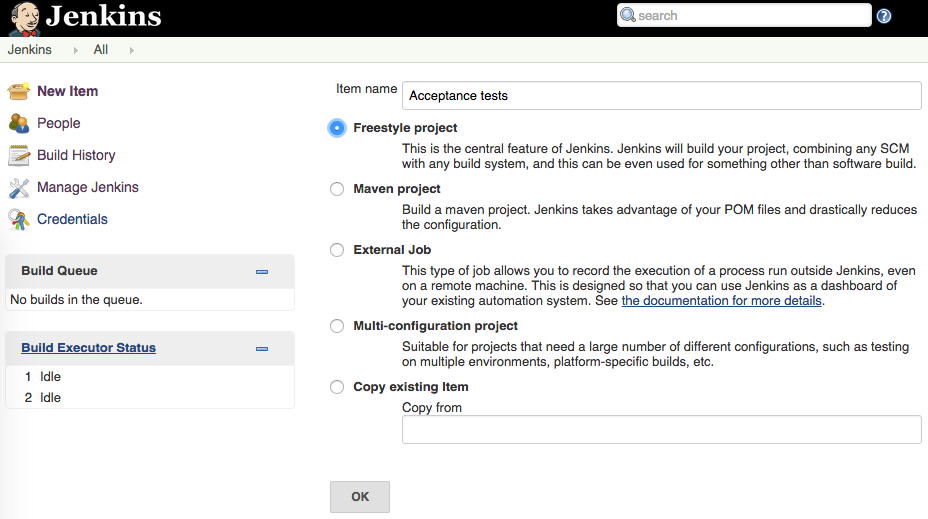 Jenkins
search
Jenkins All
New Item
People
Build History
Manage Jenkins
Credentials
Build Queue
No builds in the queue.
Build Executor Status
1 Idle
2 Idle
Item name Acceptance tests
Freestyle project
This is the central feature of Jenkins. Jenkins will build your project, combining any SCM
with any build system, and this can be even used for something other than software build.
Maven project
Build a maven project. Jenkins takes advantage of your POM files and drastically reduces
the configuration.
External Job
This type of job allows you to record the execution of a process run outside Jenkins, even
on a remote machine. This is designed so that you can use Jenkins as a dashboard of
your existing automation system. See the documentation for more details.
Multi-configuration project
Suitable for projects that need a large number of different configurations, such as testing
on multiple environments, platform-specific builds, etc.
Copy existing Item
Copy from
OK